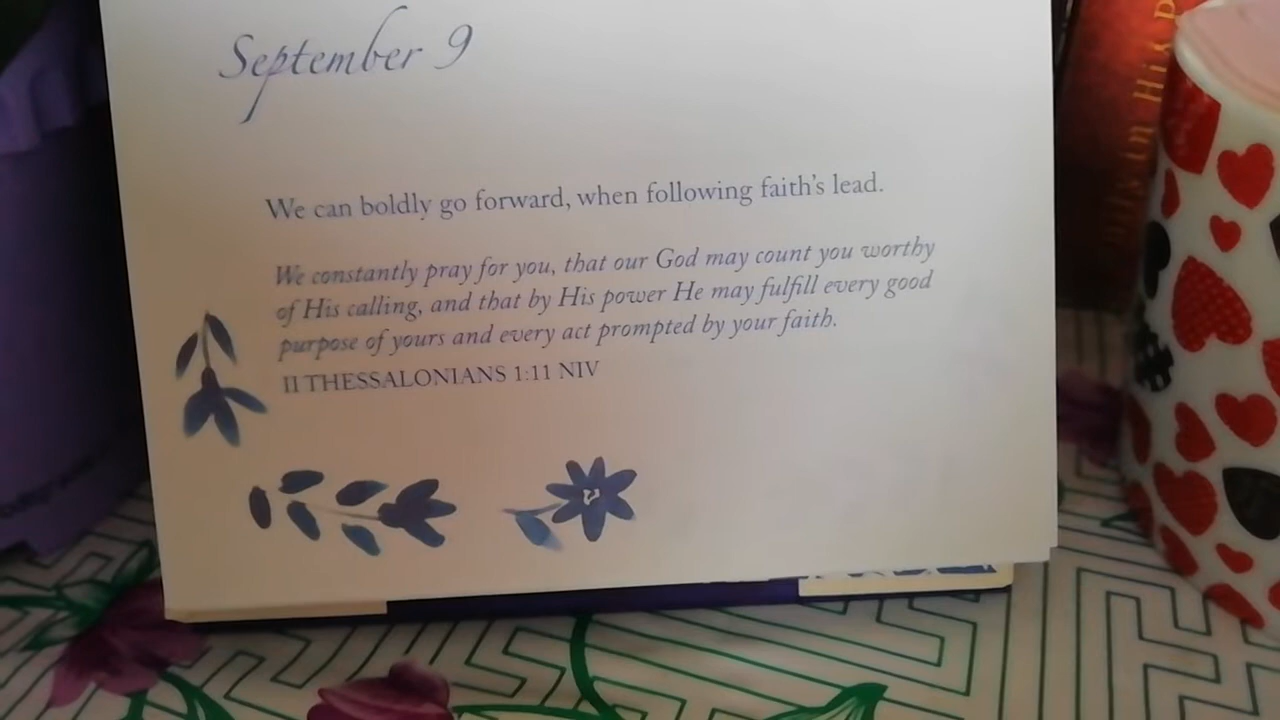 September 9
We can boldly go forward, when following faith's lead.
We constantly pray for you, that our God may count you worthy
of His calling, and that by His power He may fulfill every good
purpose of yours and every act prompted by your faith.
II THESSALONIANS 1:11 NIV
in His